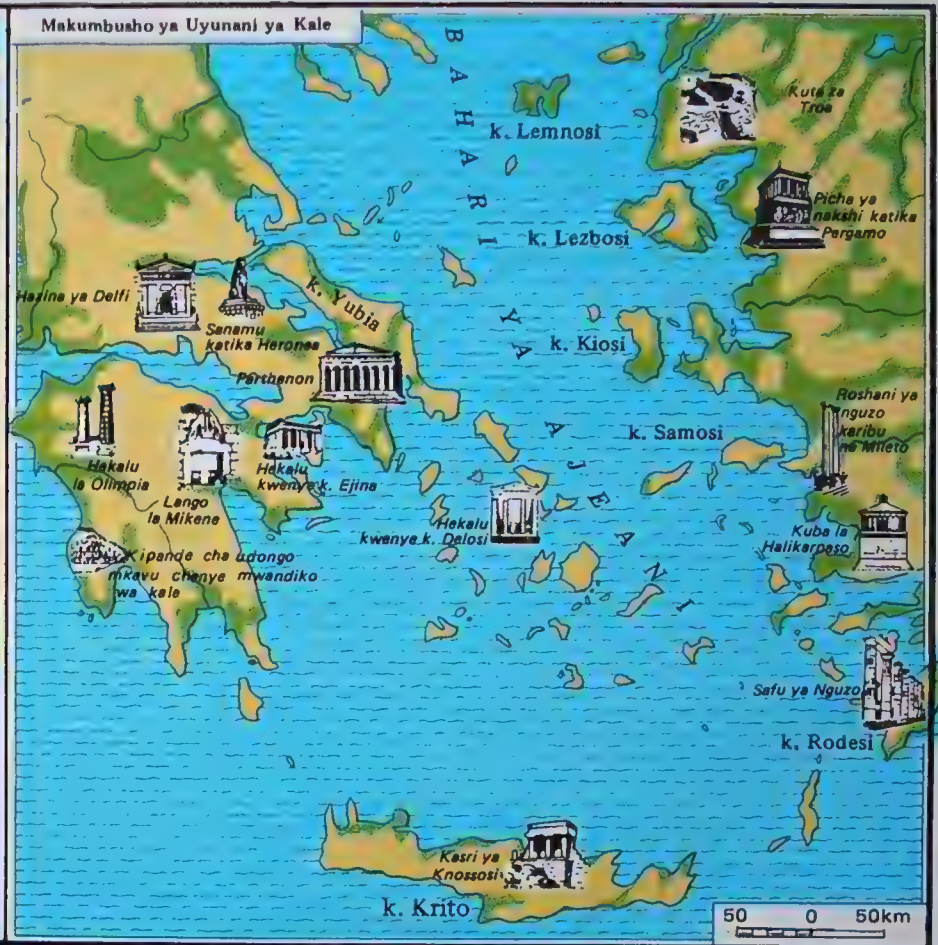 Makumbusho ya Uyunani ya Kale
BAHARI YA AJEANI
k. Lemnosi
Kuta za
Troa
k. Lezbosi
Picha ya
nakshi katika
Pergamo
Hazina ya Delfi
Sanamu
katika Heronea
k. Yubia
Parthenon
k. Kiosi
Roshani ya
nguzo
karibu
na Mileto
k. Samosi
Hekalu
la Olimpia
Lango
la Mikene
Hekalu
kwenye k. Ejina
Hekalu
kwenye k. Delosi
Kuba la
Halikarnaso
Kipande cha udongo
mkavu chenye mwandiko
wa kale
Safu ya Nguzo
k. Rodesi
Kasri ya
Knossosi
k. Krito
50 0 50km